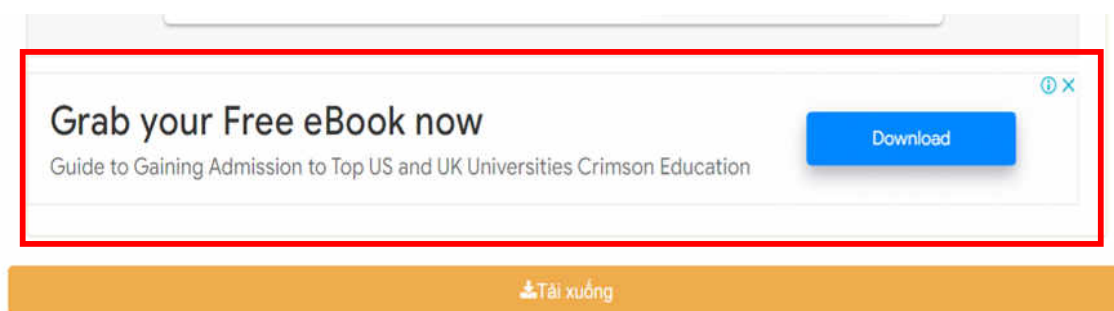 Grab your Free eBook now
Download
Guide to Gaining Admission to Top US and UK Universities Crimson Education
Tải xuống